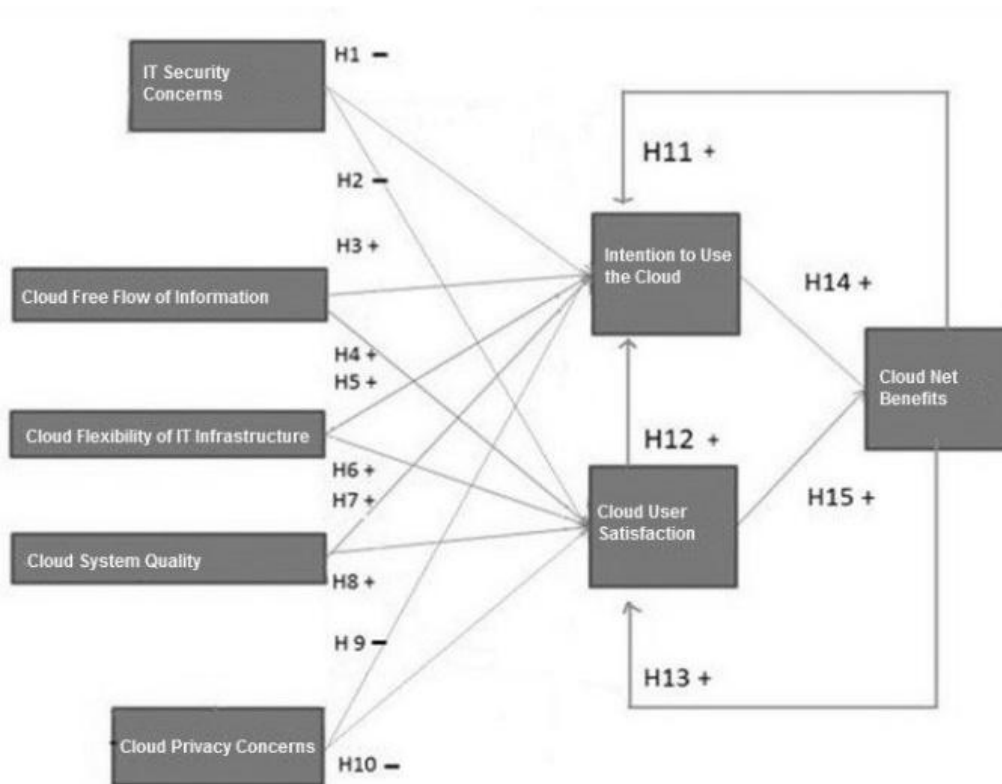 H1 −
IT Security
Concerns
H11 +
H2 −
H3 +
Intention to Use
the Cloud
Cloud Free Flow of Information
H14 +
H4 +
H5 +
Cloud Net
Benefits
Cloud Flexibility of IT Infrastructure
H12 +
H6 +
H7 +
H15 +
Cloud User
Satisfaction
Cloud System Quality
H8 +
H 9 −
H13 +
Cloud Privacy Concerns
H10 −